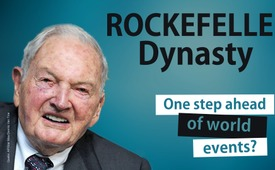 ROCKEFELLE
Dynasty
One step ahead
of world
events?